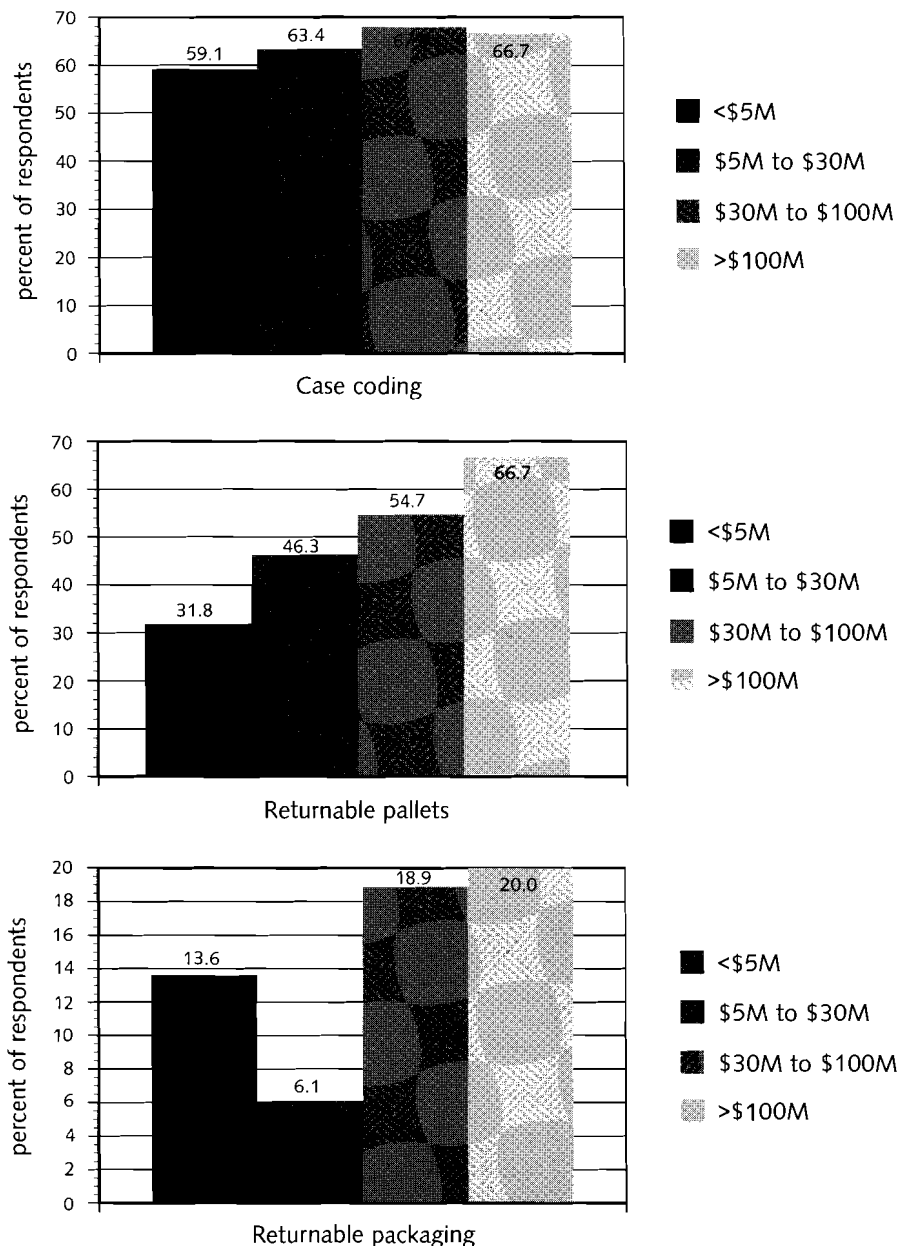 percent of respondents
70
60
50
40
30
20
10
0
59.1
63.4
66.7
Case coding
<$5M
$5M to $30M
$30M to $100M
>$100M
percent of respondents
70
60
50
40
30
20
10
0
31.8
46.3
54.7
66.7
Returnable pallets
<$5M
$5M to $30M
$30M to $100M
>$100M
percent of respondents
20
18
16
14
12
10
8
6
4
2
0
13.6
6.1
18.9
20.0
Returnable packaging
<$5M
$5M to $30M
$30M to $100M
>$100M